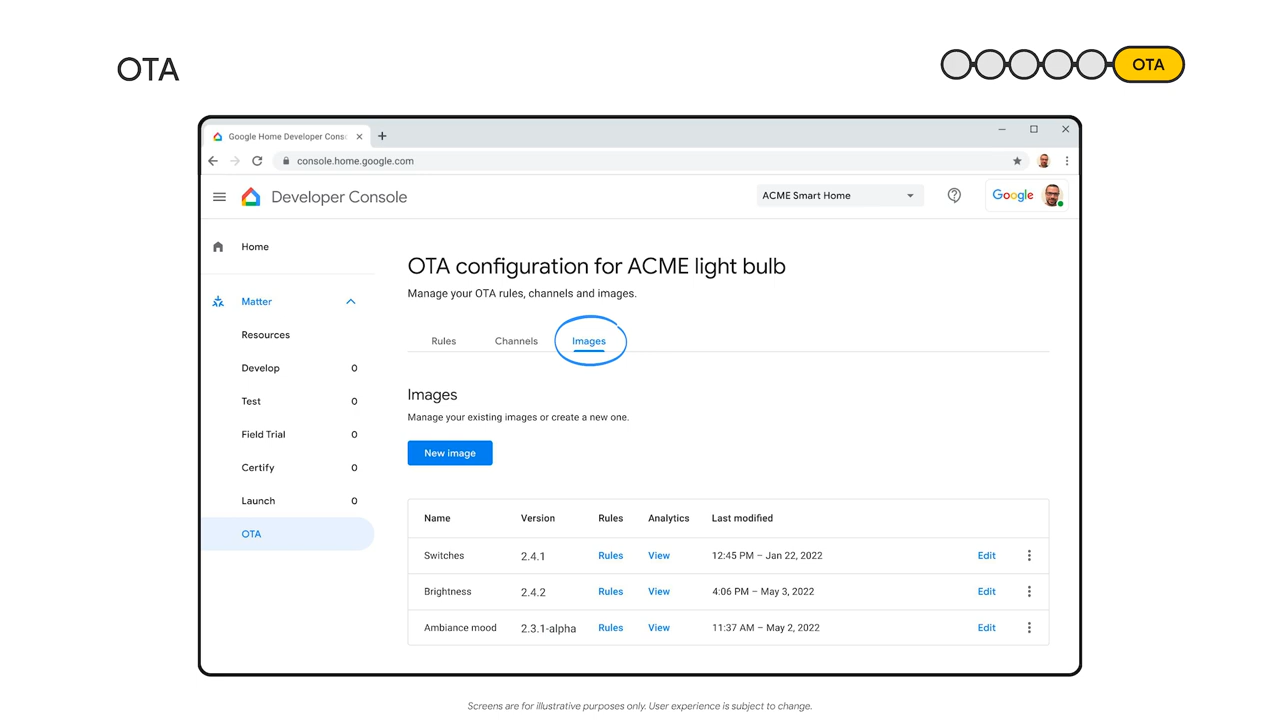 OTA
OTA
Google Home Developer Cons
console.home.google.com
Developer Console
ACME Smart Home
Google
Home
Matter
Resources
Develop 0
Test 0
Field Trial 0
Certify 0
Launch 0
OTA
OTA configuration for ACME light bulb
Manage your OTA rules, channels and images.
Rules Channels Images
Images
Manage your existing images or create a new one.
New image
Name Version Rules Analytics Last modified
Switches 2.4.1 Rules View 12:45 PM – Jan 22, 2022 Edit
Brightness 2.4.2 Rules View 4:06 PM – May 3, 2022 Edit
Ambiance mood 2.3.1-alpha Rules View 11:37 AM – May 2, 2022 Edit
Screens are for illustrative purposes only. User experience is subject to change.